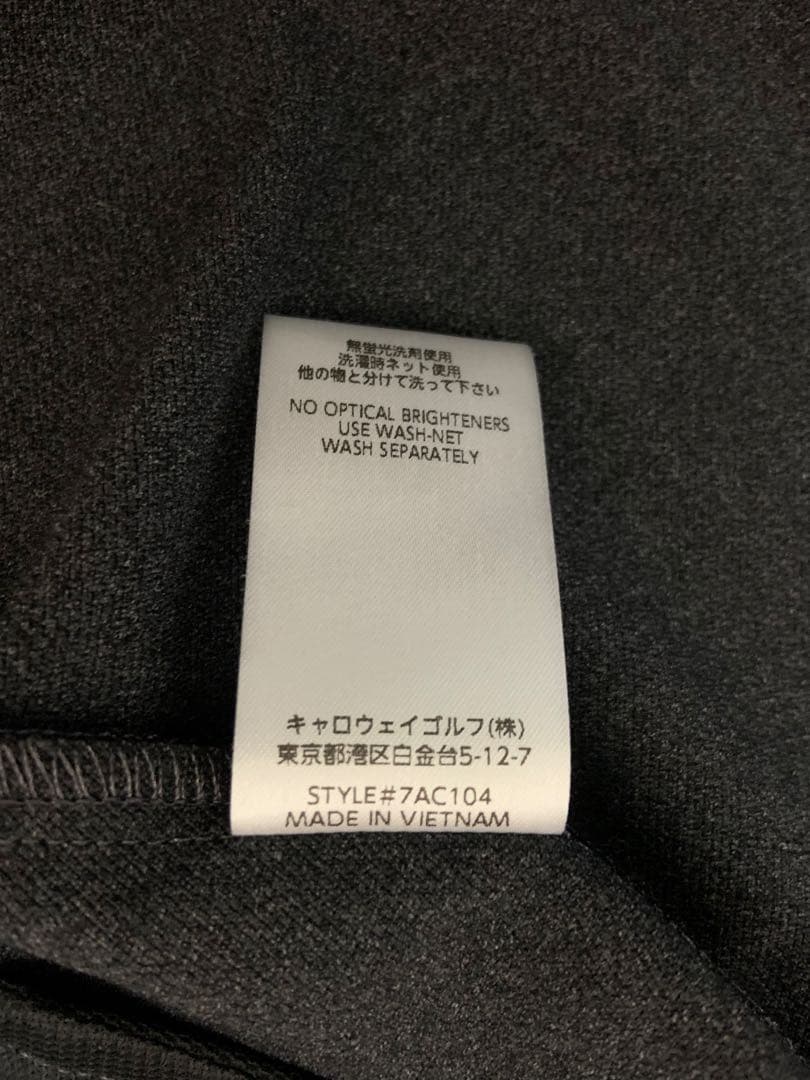 無蛍光洗剤使用
洗濯時ネット使用
他の物と分けて洗って下さい
NO OPTICAL BRIGHTENERS
USE WASH-NET
WASH SEPARATELY
キャロウェイゴルフ(株)
東京都港区白金台5-12-7
STYLE#7AC104
MADE IN VIETNAM